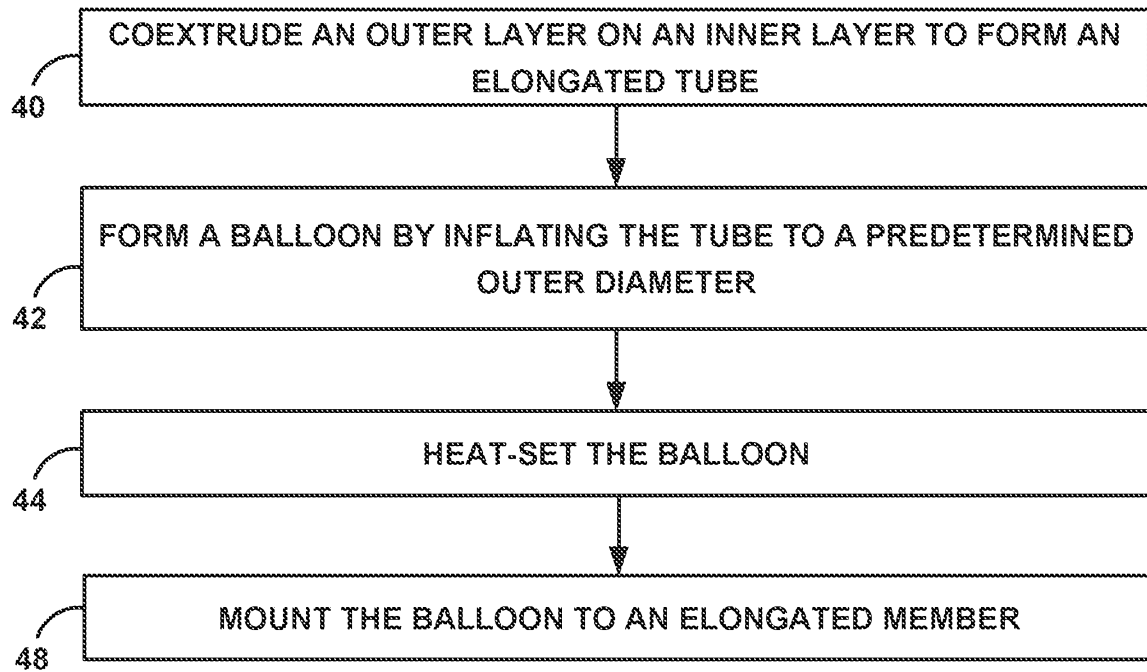 COEXTRUDE AN OUTER LAYER ON AN INNER LAYER TO FORM AN
ELONGATED TUBE
40
FORM A BALLOON BY INFLATING THE TUBE TO A PREDETERMINED
OUTER DIAMETER
42
HEAT-SET THE BALLOON
44
MOUNT THE BALLOON TO AN ELONGATED MEMBER
48